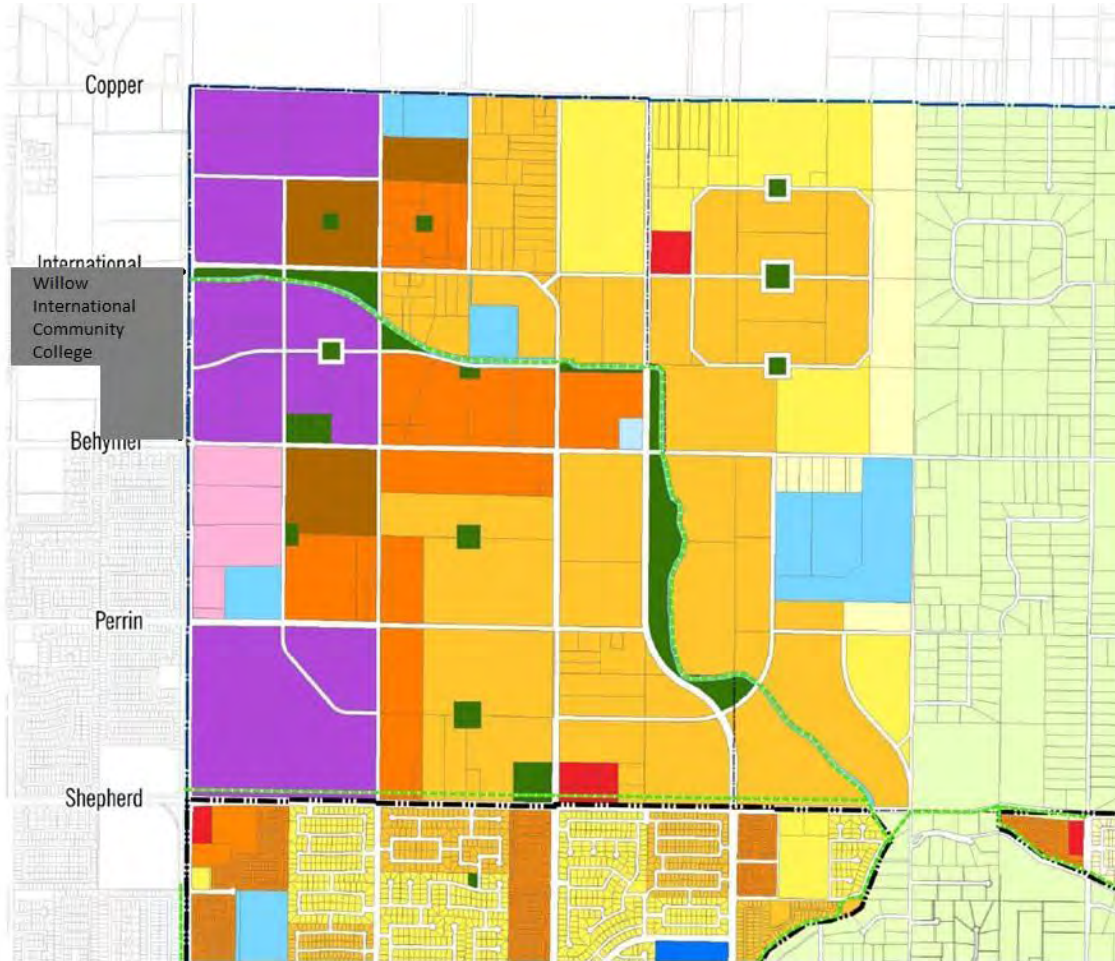 Copper
International
Willow
International
Community
College
Behymer
Perrin
Shepherd